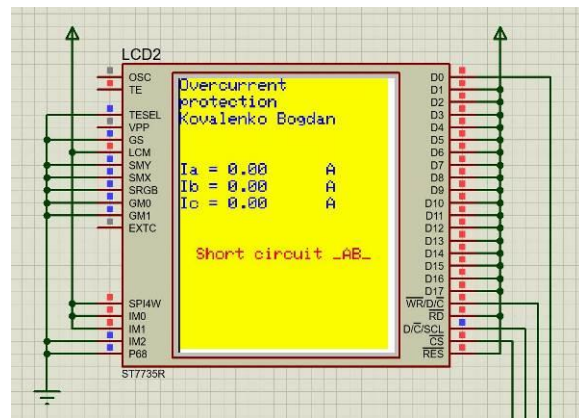 LCD2
OSC
TE
TESEL
VPP
GS
LCM
SMY
SMX
SRGB
GM0
GM1
EXTC
SPI4W
IM0
IM1
IM2
P68
Overcurrent
protection
Kovalenko Bogdan
Ia = 0.00 A
Ib = 0.00 A
Ic = 0.00 A
Short circuit _AB_
D0
D1
D2
D3
D4
D5
D6
D7
D8
D9
D10
D11
D12
D13
D14
D15
D16
D17
WR/D/C
RD
D/C/SCL
CS
RES
ST7735R